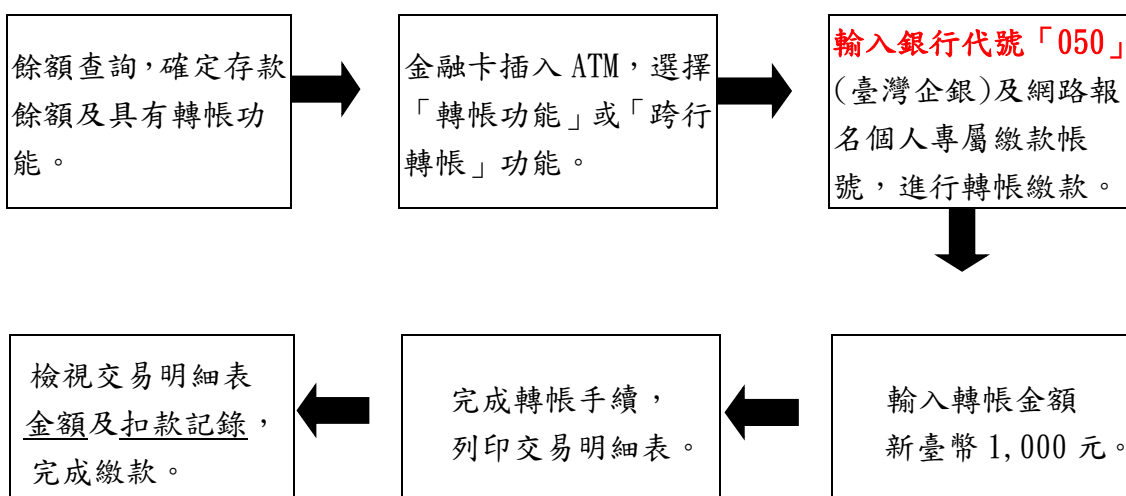 餘額查詢，確定存款
餘額及具有轉帳功
能。
金融卡插入 ATM，選擇
「轉帳功能」或「跨行
轉帳」功能。
輸入銀行代號「050」
(臺灣企銀)及網路報
名個人專屬繳款帳
號，進行轉帳繳款。
輸入轉帳金額
新臺幣 1,000 元。
完成轉帳手續，
列印交易明細表。
檢視交易明細表
金額及扣款記錄，
完成繳款。